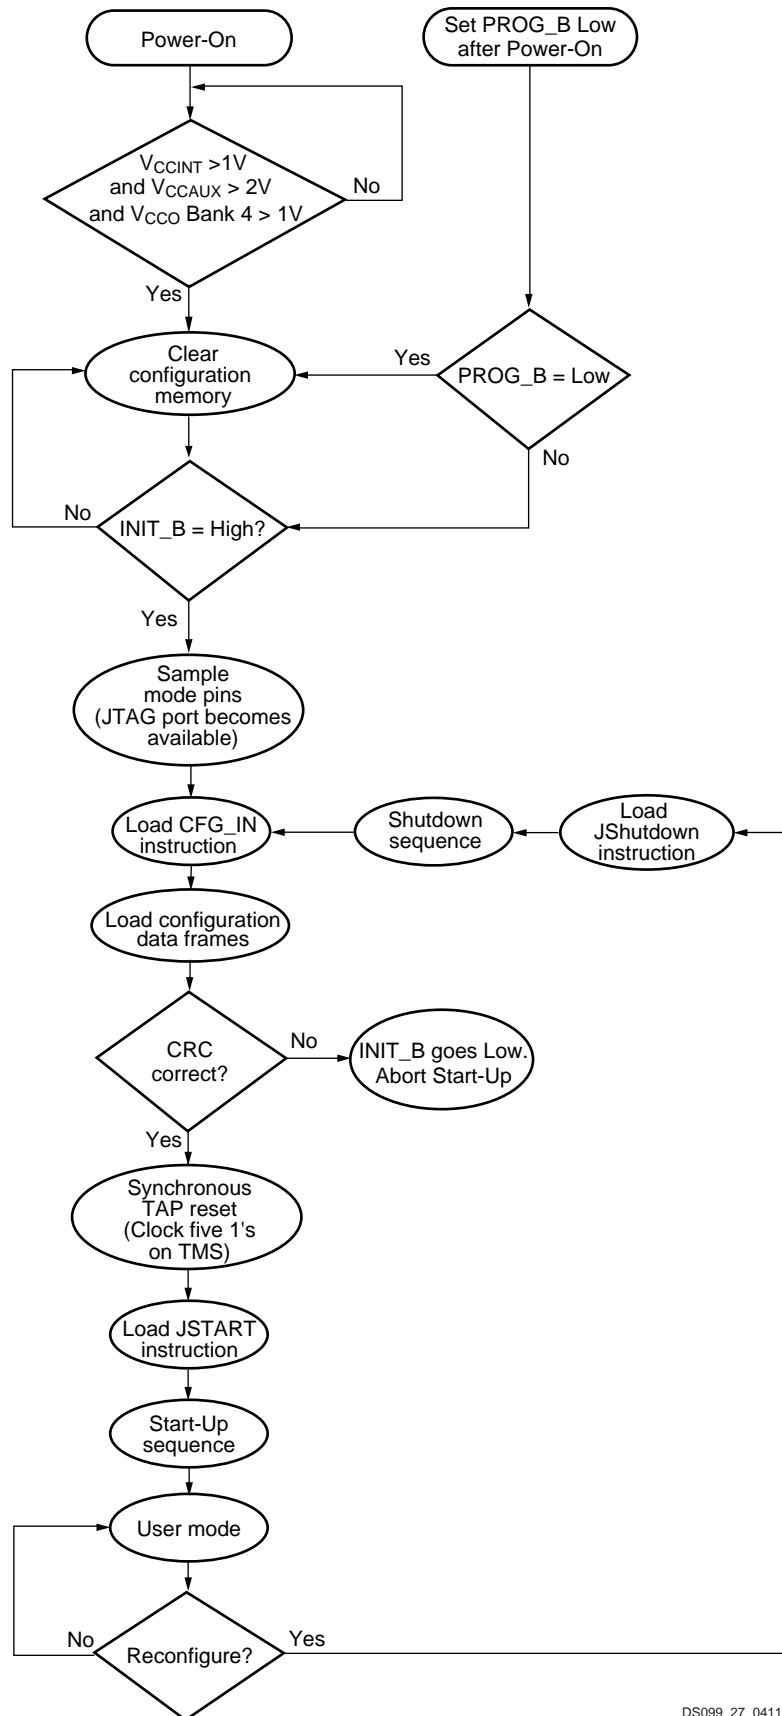 Power-On
Set PROG_B Low
after Power-On
VCCINT >1V
and VCCAUX > 2V
and VCCO Bank 4 > 1V
No
Yes
Clear
configuration
memory
Yes
PROG_B = Low
No
No
INIT_B = High?
Yes
Sample
mode pins
(JTAG port becomes
available)
Load CFG_IN
instruction
Shutdown
sequence
Load
JShutdown
instruction
Load configuration
data frames
CRC
correct?
No
INIT_B goes Low.
Abort Start-Up
Yes
Synchronous
TAP reset
(Clock five 1's
on TMS)
Load JSTART
instruction
Start-Up
sequence
User mode
No
Reconfigure?
Yes
DS099_27_0411